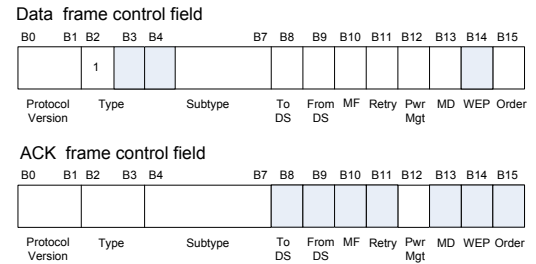 Data frame control field
B0 B1 B2 B3 B4 B7 B8 B9 B10 B11 B12 B13 B14 B15
1
Protocol Version Type Subtype To DS From DS MF Retry Pwr Mgt MD WEP Order
ACK frame control field
B0 B1 B2 B3 B4 B7 B8 B9 B10 B11 B12 B13 B14 B15
Protocol Version Type Subtype To DS From DS MF Retry Pwr Mgt MD WEP Order